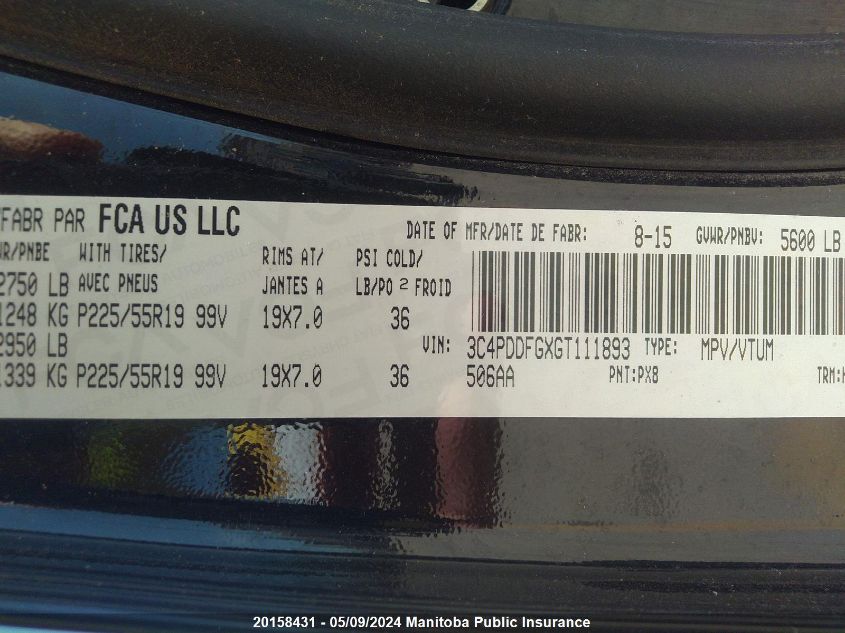 FABR PAR FCA US LLC DATE OF MFR/DATE DE FABR: 8-15 GVWR/PNBV: 5600 LB
WR/PNBE WITH TIRES/ RIMS AT/ PSI COLD/
2750 LB AVEC PNEUS JANTES A LB/PO 2 FROID
1248 KG P225/55R19 99V 19X7.0 36
2950 LB VIN: 3C4PDDFGXGT111893 TYPE: MPV/VTUM
1339 KG P225/55R19 99V 19X7.0 36 506AA PNT:PX8 TRM:
20158431 - 05/09/2024 Manitoba Public Insurance